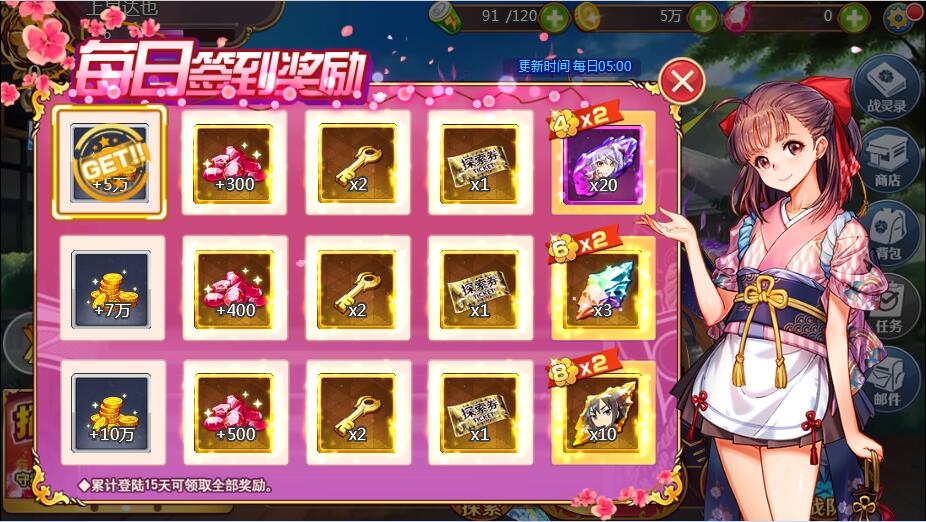 91 /120
5万
0
每日签到奖励
更新时间 每日05:00
GET!!
+5万
+300
x2
探索券
x1
4 x2
x20
+7万
+400
x2
探索券
x1
6 x2
x3
+10万
+500
x2
探索券
x1
8 x2
x10
◆累计登陆15天可领取全部奖励。
战灵录
商店
背包
任务
邮件
探索
战队